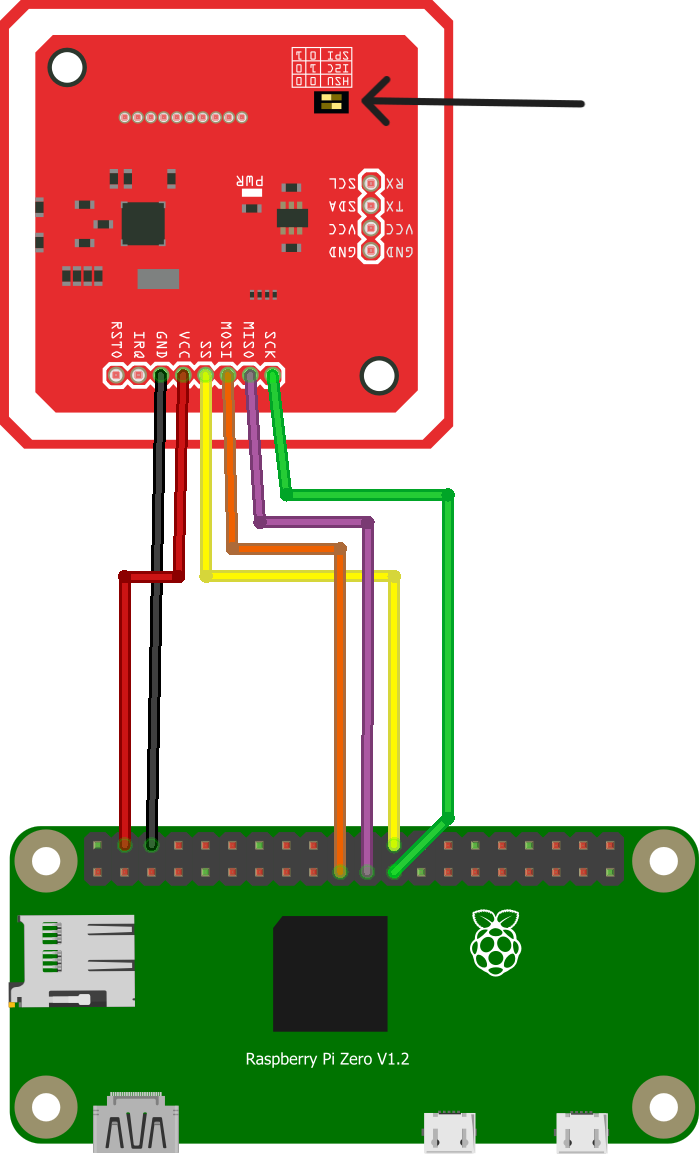 SPI 0 1
I2C 1 0
HSU 0 0
PWR
SCL RX
SDA TX
VCC VCC
GND GND
RSTO
IRQ
GND
VCC
SS
MOSI
MISO
SCK
Raspberry Pi Zero V1.2